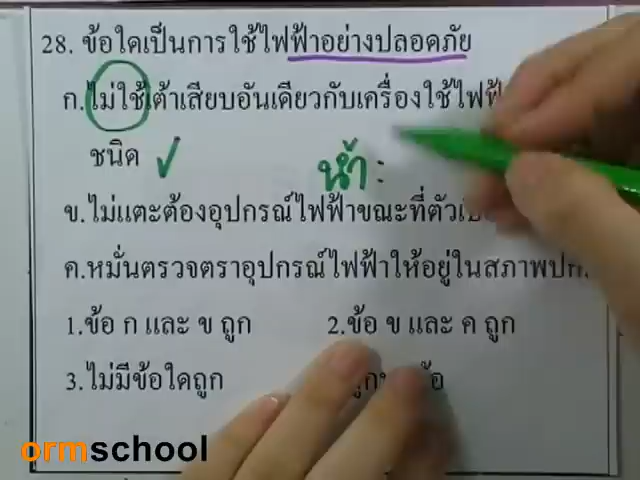 28. ข้อใดเป็นการใช้ไฟฟ้าอย่างปลอดภัย
ก.ไม่ใช้เต้าเสียบอันเดียวกับเครื่องใช้ไฟฟ้
ชนิด ✓ น้ำ:
ข.ไม่แตะต้องอุปกรณ์ไฟฟ้าขณะที่ตัวเ
ค.หมั่นตรวจตราอุปกรณ์ไฟฟ้าให้อยู่ในสภาพปก
1.ข้อ ก และ ข ถูก 2.ข้อ ข และ ค ถูก
3.ไม่มีข้อใดถูก
ormschool